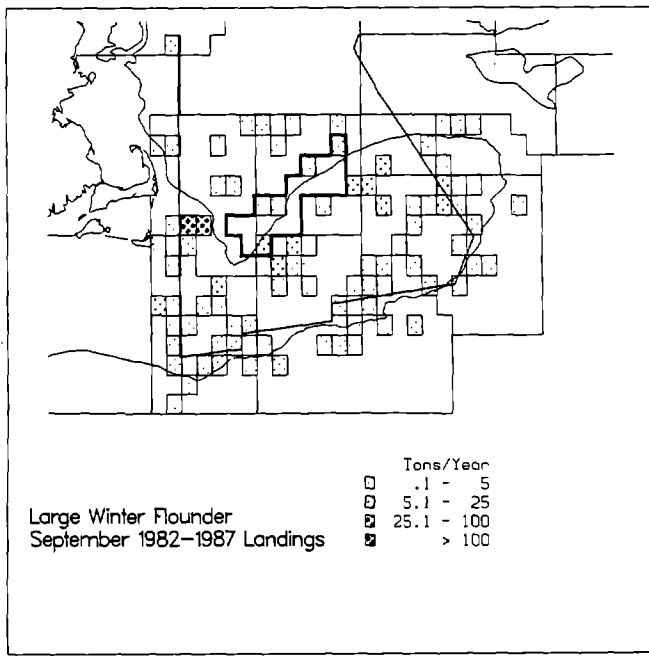 Tons/Year
.1 - 5
5.1 - 25
25.1 - 100
> 100
Large Winter Flounder
September 1982-1987 Landings